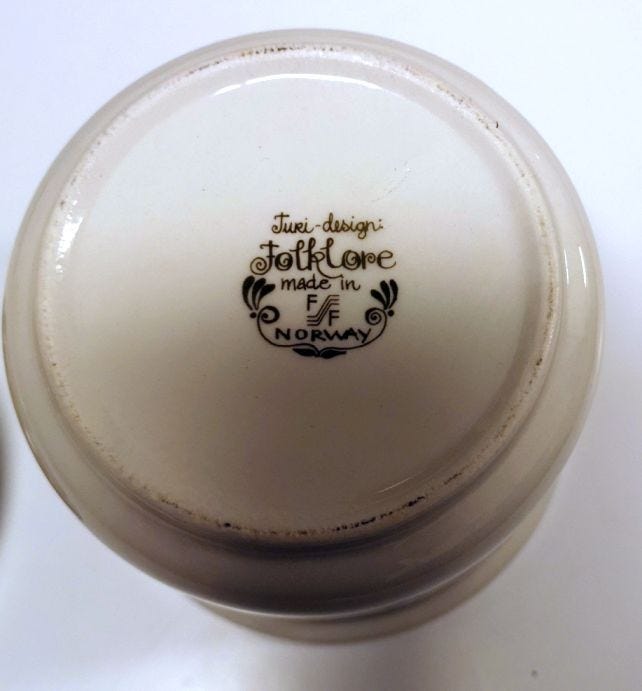 Turi-design:
Folklore
made in
F
F
NORWAY